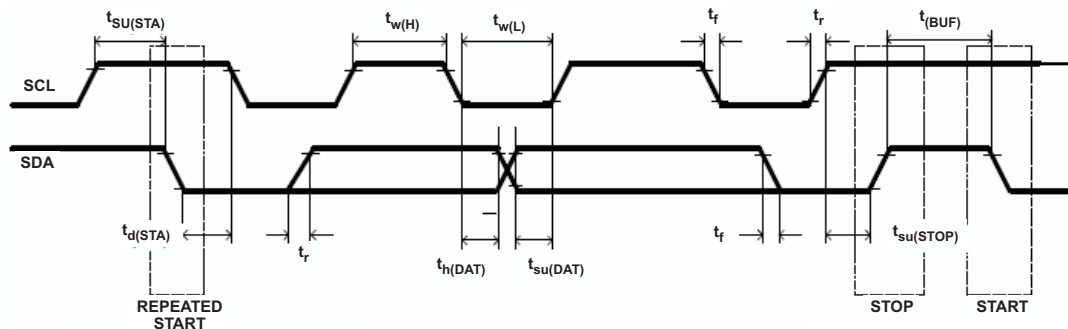 tSU(STA)
tw(H)
tw(L)
tf
tr
t(BUF)
SCL
SDA
td(STA)
tr
th(DAT)
tsu(DAT)
tf
tsu(STOP)
REPEATED
START
STOP
START